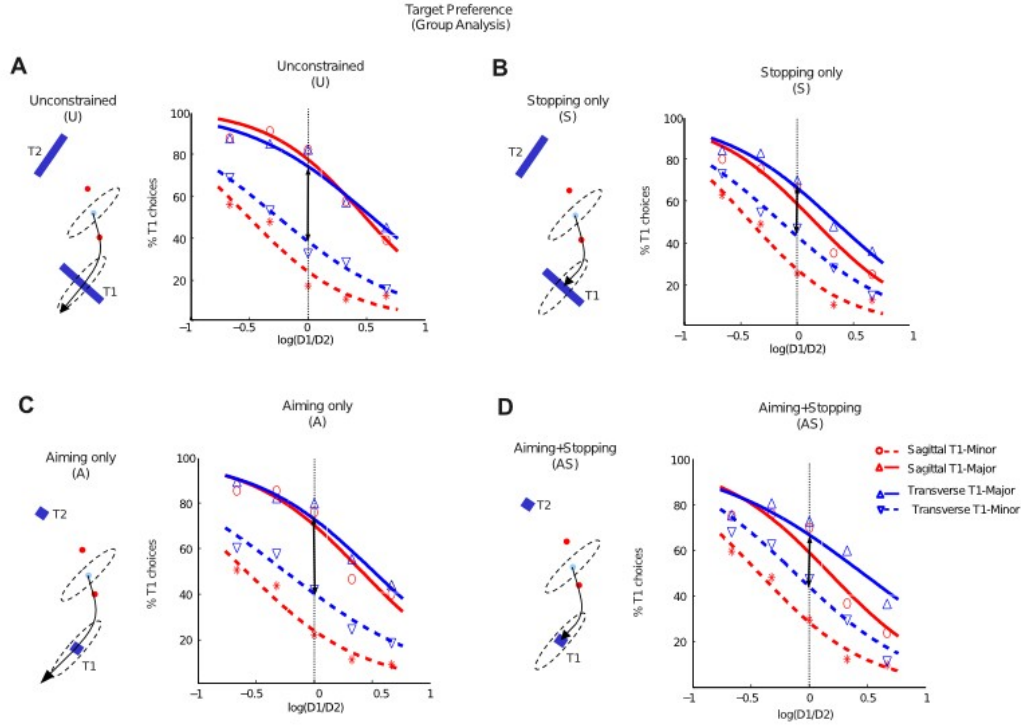 Target Preference
(Group Analysis)
A
Unconstrained
(U)
T2
T1
Unconstrained
(U)
% T1 choices
100
80
60
40
20
−1
−0.5
0
0.5
1
log(D1/D2)
B
Stopping only
(S)
T2
T1
Stopping only
(S)
% T1 choices
100
80
60
40
20
−1
−0.5
0
0.5
1
log(D1/D2)
C
Aiming only
(A)
T2
T1
Aiming only
(A)
% T1 choices
100
80
60
40
20
−1
−0.5
0
0.5
1
log(D1/D2)
D
Aiming+Stopping
(AS)
T2
T1
Aiming+Stopping
(AS)
% T1 choices
100
80
60
40
20
−1
−0.5
0
0.5
1
log(D1/D2)
Sagittal T1-Minor
Sagittal T1-Major
Transverse T1-Major
Transverse T1-Minor